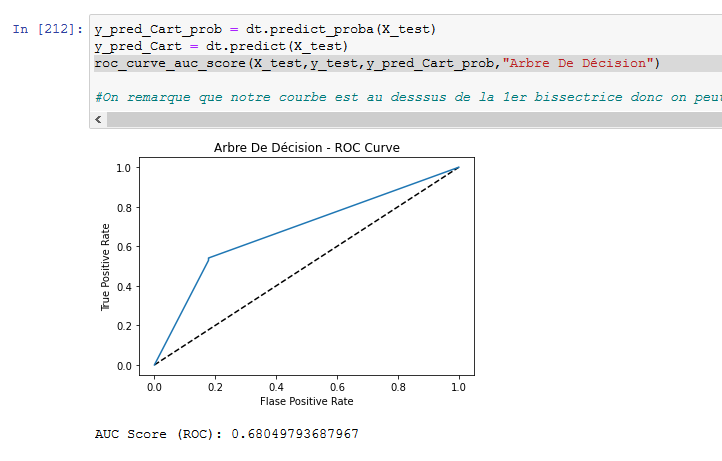 In [212]:
y_pred_Cart_prob = dt.predict_proba(X_test)
y_pred_Cart = dt.predict(X_test)
roc_curve_auc_score(X_test,y_test,y_pred_Cart_prob,"Arbre De Décision")
#On remarque que notre courbe est au desssus de la 1er bissectrice donc on
Arbre De Décision - ROC Curve
1.0
0.8
0.6
0.4
0.2
0.0
True Positive Rate
0.0 0.2 0.4 0.6 0.8 1.0
Flase Positive Rate
AUC Score (ROC): 0.68049793687967